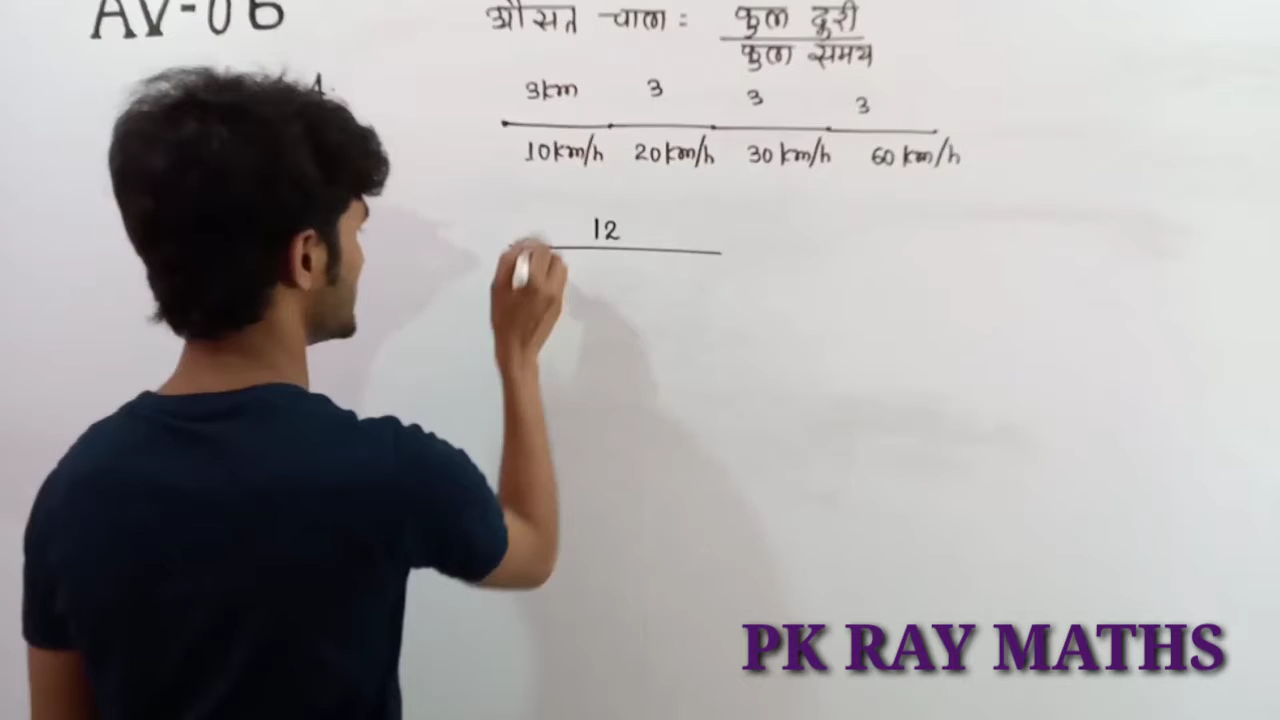 AV-06
औसत चाल : कुल दूरी
कुल समय
A.
3km 3 3 3
10km/h 20km/h 30km/h 60km/h
12
PK RAY MATHS